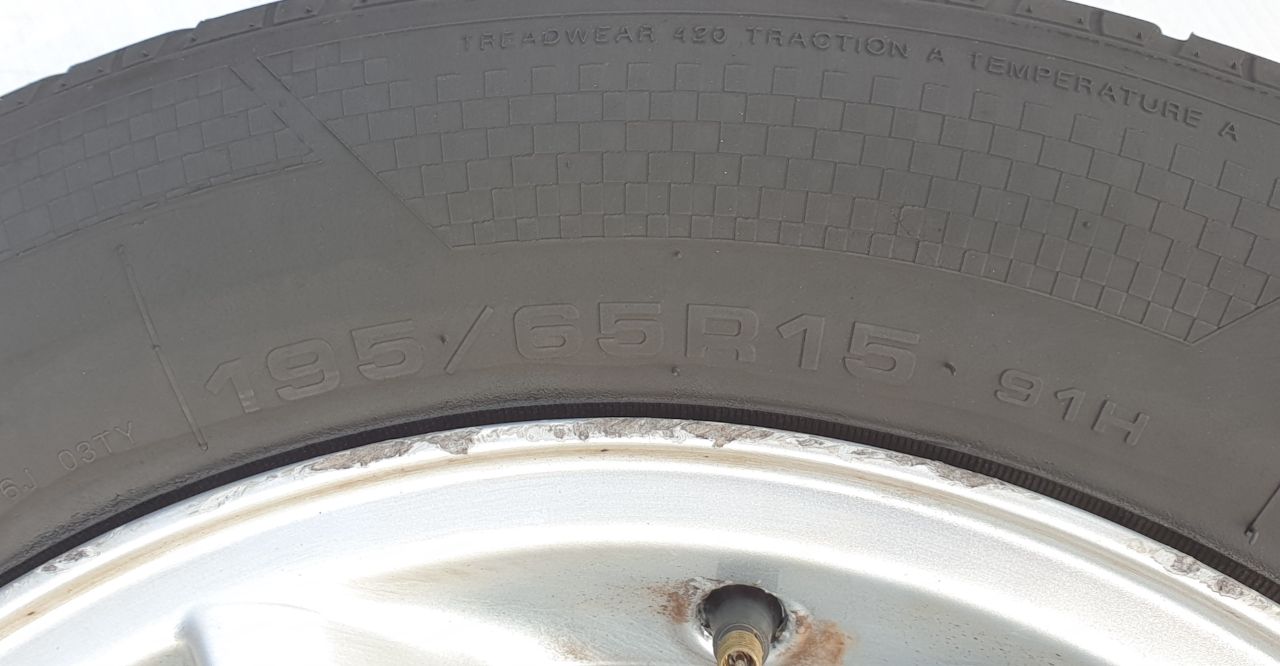 TREADWEAR 420 TRACTION A TEMPERATURE A
195/65R15 91H
03TY